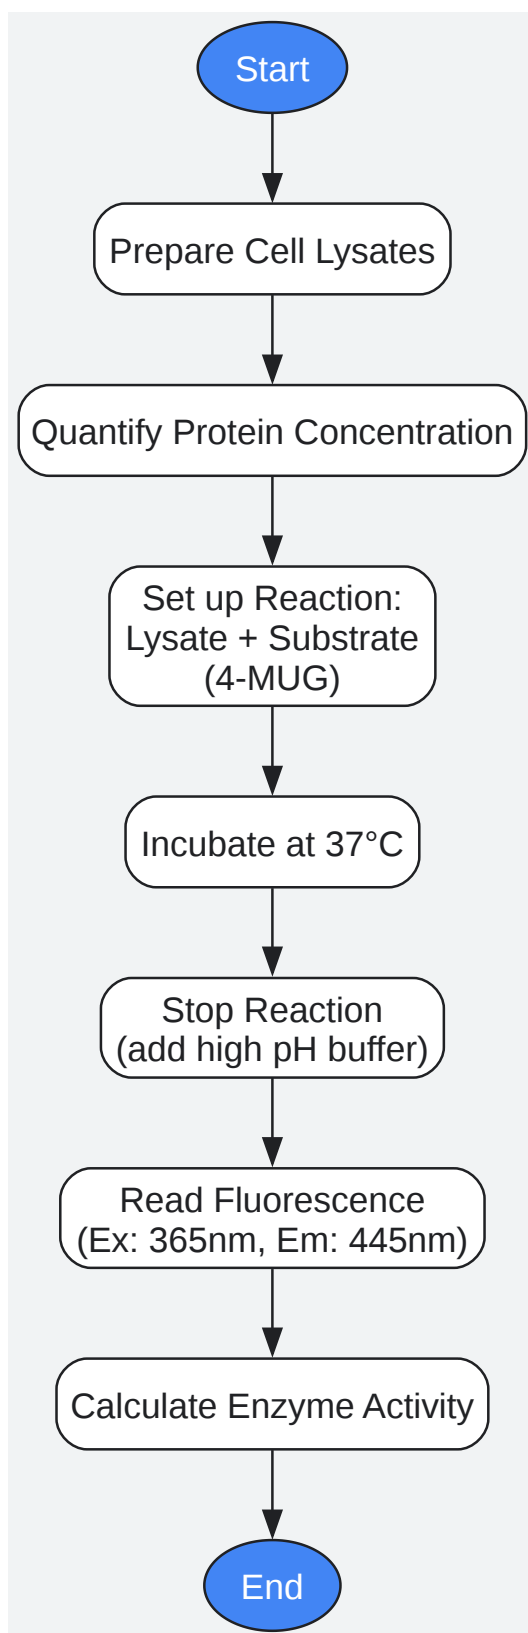 Start
Prepare Cell Lysates
Quantify Protein Concentration
Set up Reaction:
Lysate + Substrate
(4-MUG)
Incubate at 37°C
Stop Reaction
(add high pH buffer)
Read Fluorescence
(Ex: 365nm, Em: 445nm)
Calculate Enzyme Activity
End